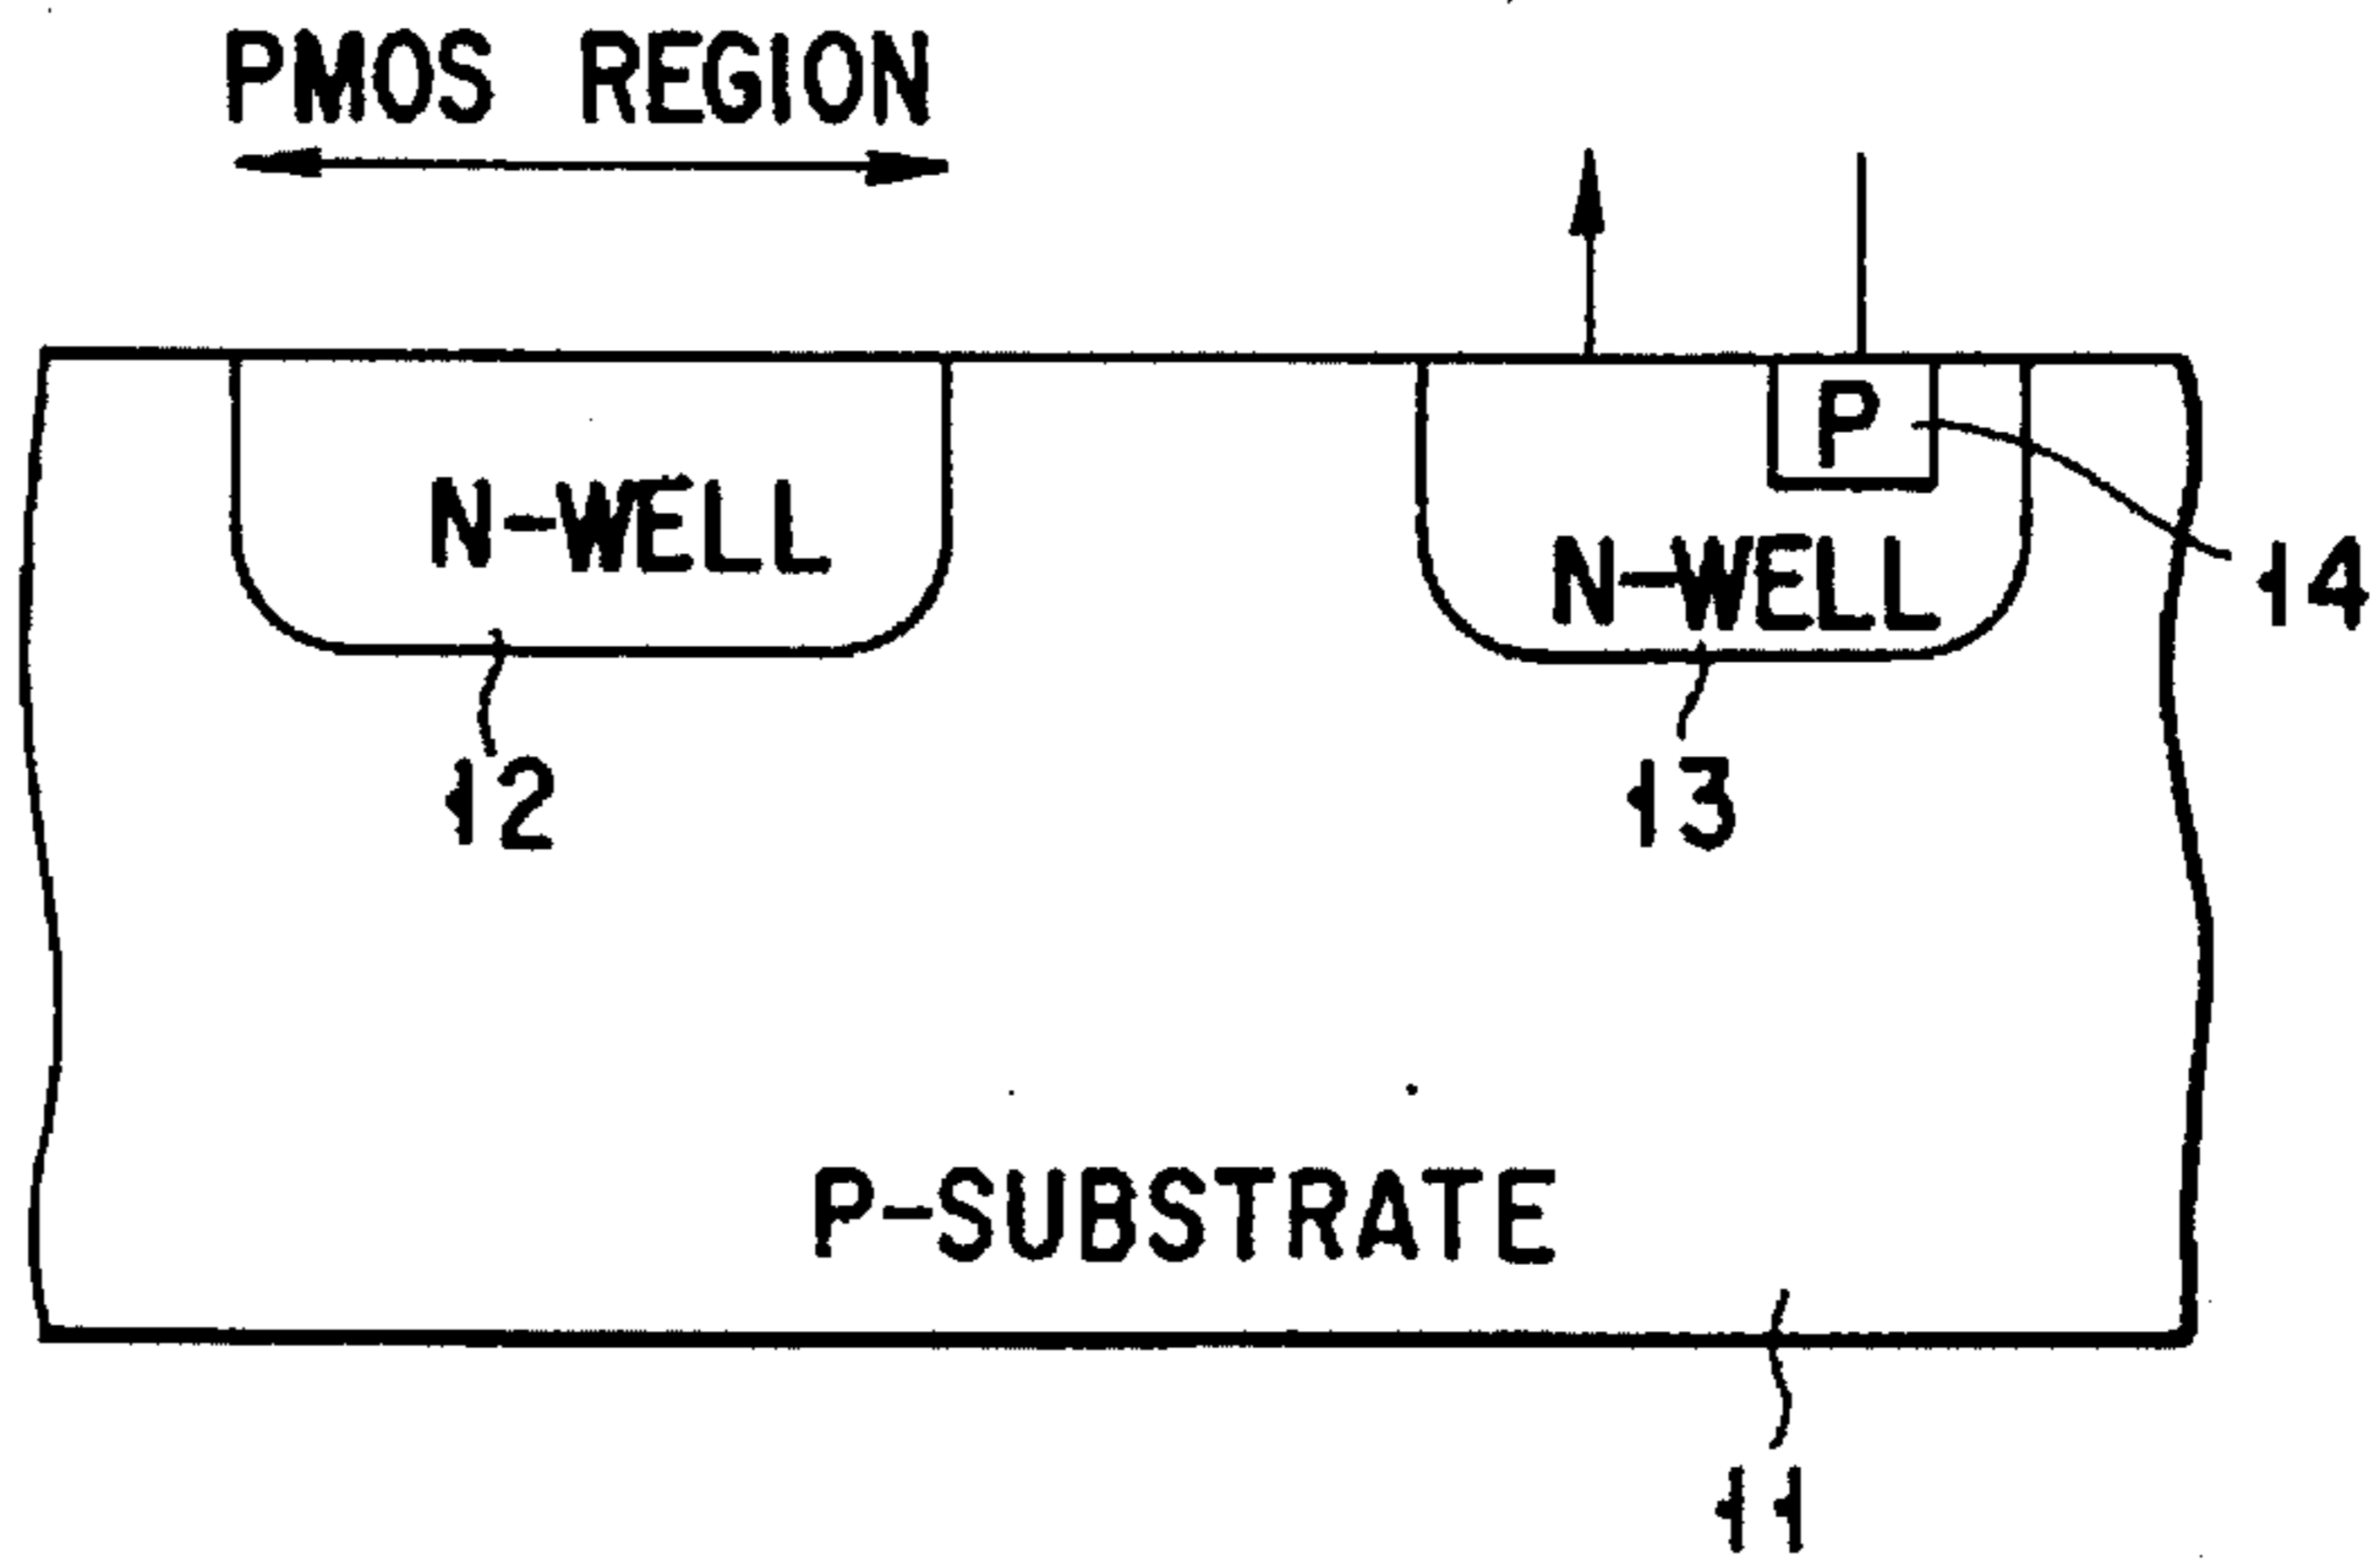 PMOS REGION
P
N-WELL
N-WELL
14
12
13
P-SUBSTRATE
11